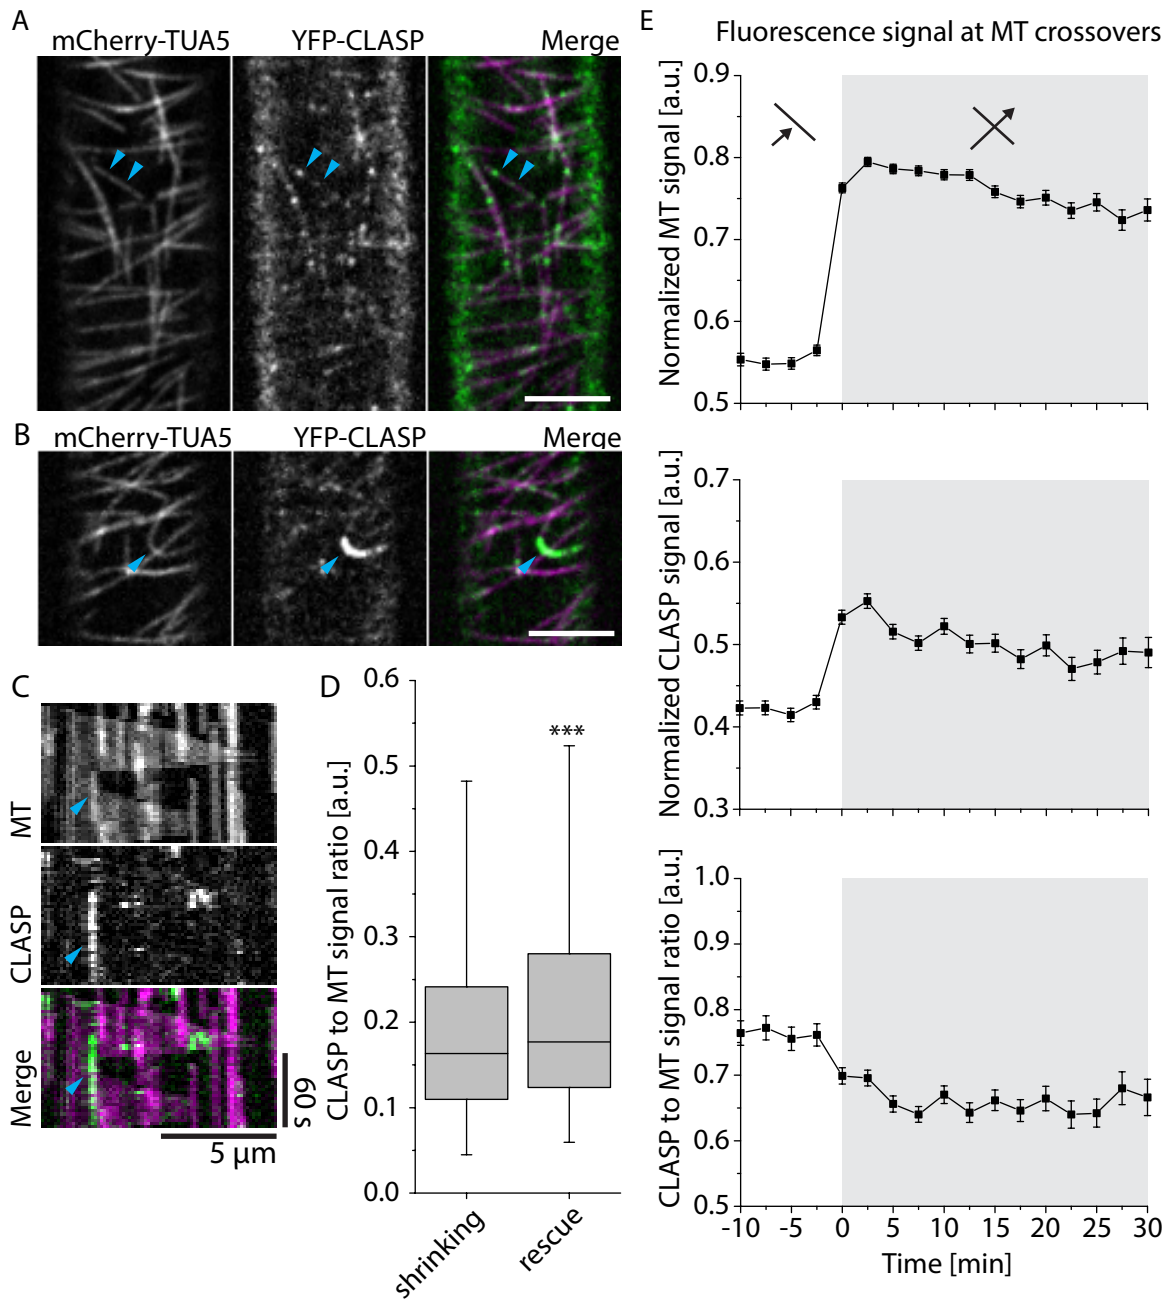 A
mCherry-TUA5 YFP-CLASP Merge
B
mCherry-TUA5 YFP-CLASP Merge
C
MT
CLASP
Merge
60 s
5 µm
D
CLASP to MT signal ratio [a.u.]
0.6
0.5
0.4
0.3
0.2
0.1
0.0
***
shrinking
rescue
E
Fluorescence signal at MT crossovers
Normalized MT signal [a.u.]
0.9
0.8
0.7
0.6
0.5
Normalized CLASP signal [a.u.]
0.7
0.6
0.5
0.4
0.3
CLASP to MT signal ratio [a.u.]
1.0
0.9
0.8
0.7
0.6
0.5
-10 -5 0 5 10 15 20 25 30
Time [min]